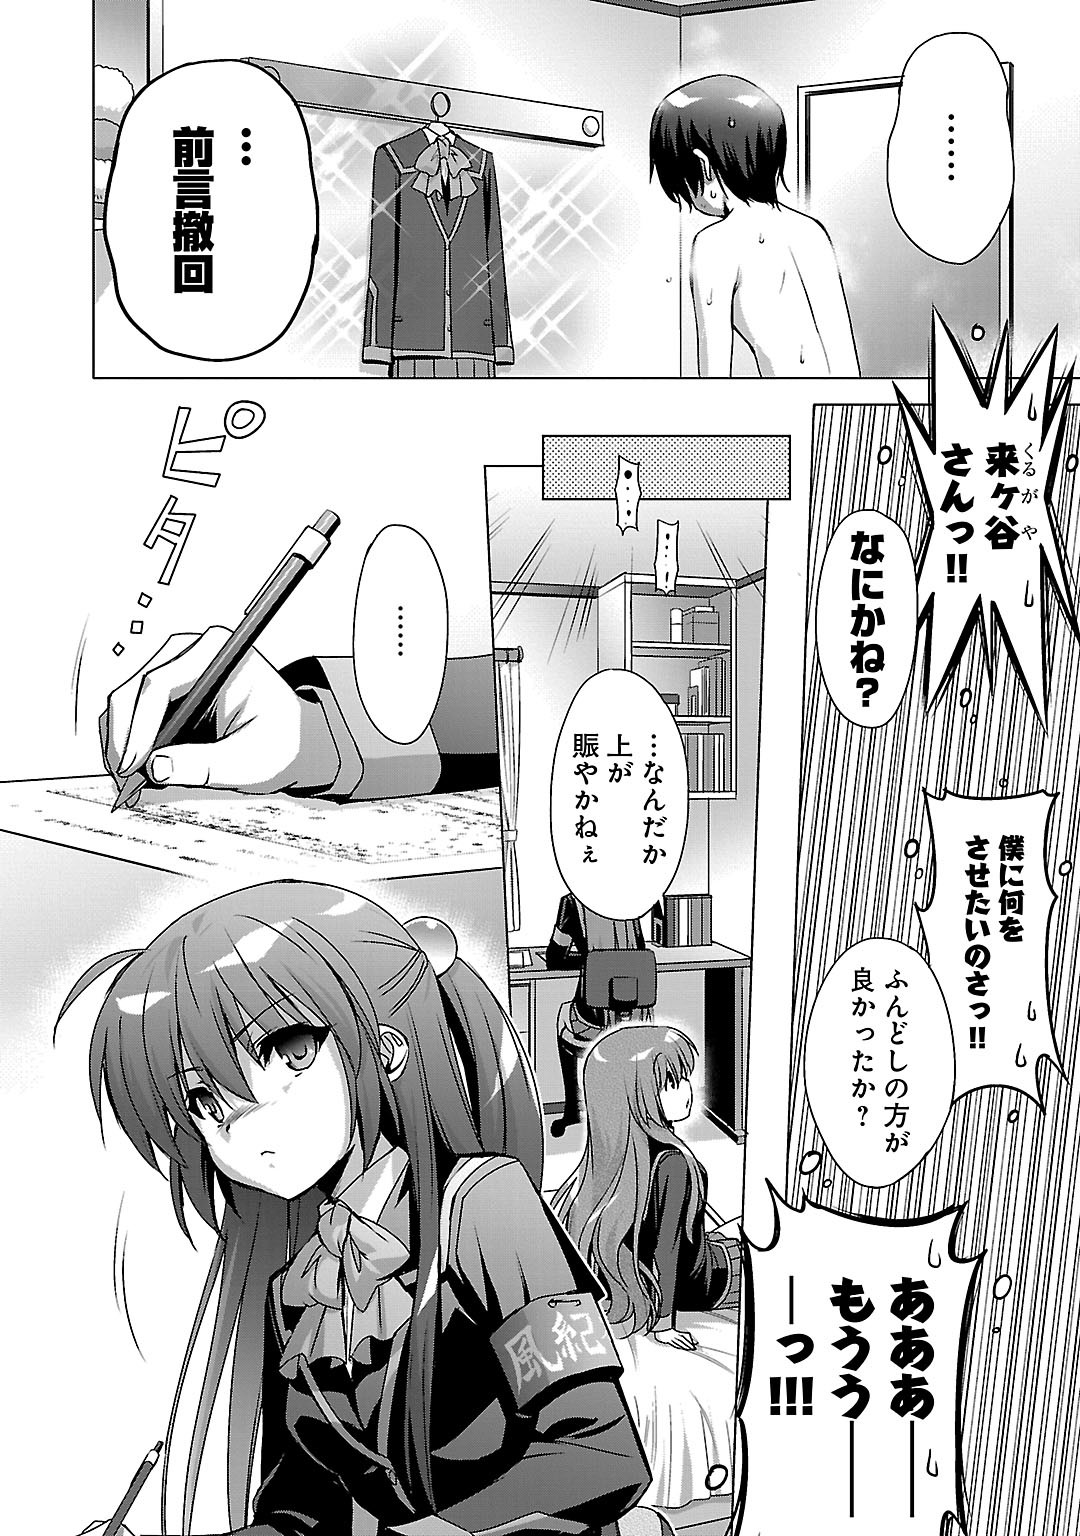 ……
…
前言撤回
来ヶ谷
くるがや
さんっ!!
なにかね?
僕に何を
させたいのさっ!!
ふんどしの方が
良かったか?
あああ──
もうう──
──っ!!!
…
…
…なんだか
上が
賑やかねぇ
……
ピタ…
風紀